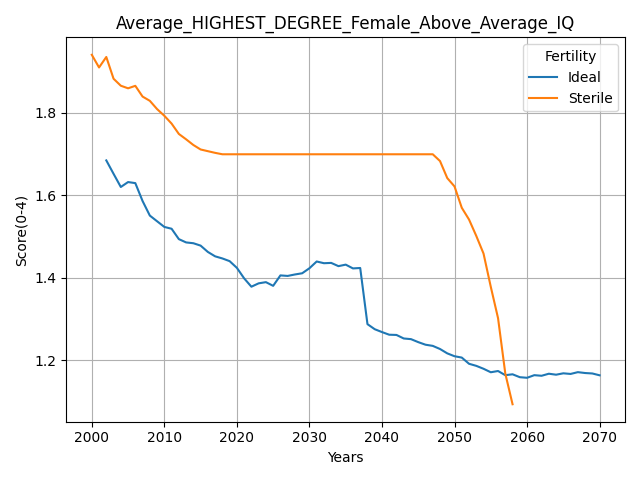 Average_HIGHEST_DEGREE_Female_Above_Average_IQ
Fertility
Ideal
Sterile
Score(0-4)
1.8
1.6
1.4
1.2
2000 2010 2020 2030 2040 2050 2060 2070
Years